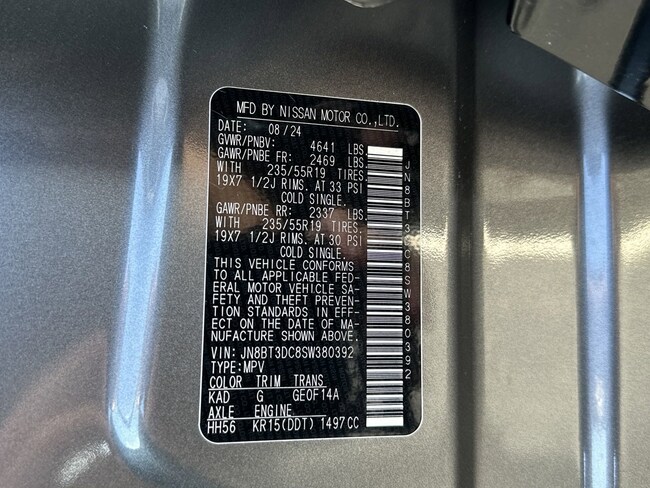 MFD BY NISSAN MOTOR CO.,LTD.
DATE: 08/24
GVWR/PNBV: 4641 LBS
GAWR/PNBE FR: 2469 LBS.
WITH 235/55R19 TIRES.
19X7 1/2J RIMS. AT 33 PSI
COLD SINGLE.
GAWR/PNBE RR: 2337 LBS.
WITH 235/55R19 TIRES.
19X7 1/2J RIMS. AT 30 PSI
COLD SINGLE.
THIS VEHICLE CONFORMS
TO ALL APPLICABLE FED-
ERAL MOTOR VEHICLE SA-
FETY AND THEFT PREVEN-
TION STANDARDS IN EFF-
ECT ON THE DATE OF MA-
NUFACTURE SHOWN ABOVE.
VIN: JN8BT3DC8SW380392
TYPE:MPV
COLOR TRIM TRANS
KAD G GE0F14A
AXLE ENGINE
HH56 KR15(DDT) 1497CC
JN8BT3DC8SW380392